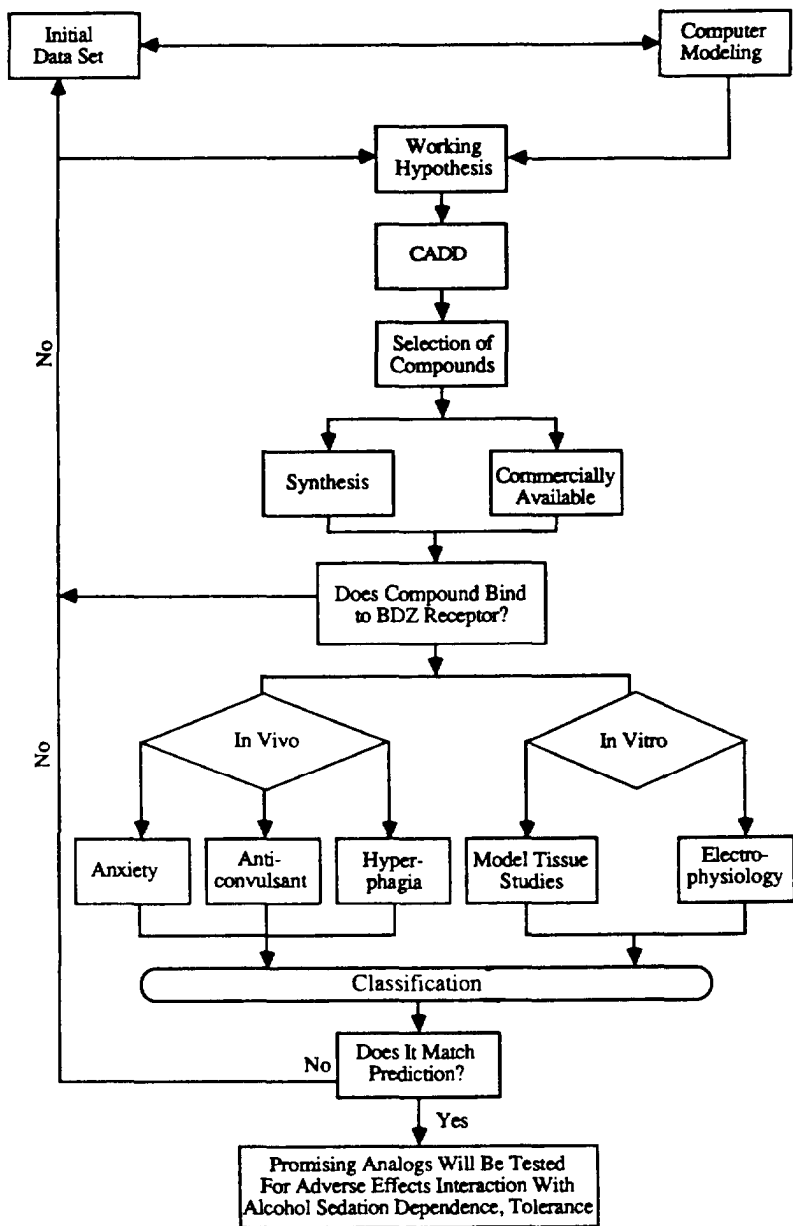 Initial
Data Set
Computer
Modeling
Working
Hypothesis
CADD
Selection of
Compounds
No
Synthesis
Commercially
Available
Does Compound Bind
to BDZ Receptor?
No
In Vivo
In Vitro
Anxiety
Anti-
convulsant
Hyper-
phagia
Model Tissue
Studies
Electro-
physiology
Classification
No
Does It Match
Prediction?
Yes
Promising Analogs Will Be Tested
For Adverse Effects Interaction With
Alcohol Sedation Dependence, Tolerance